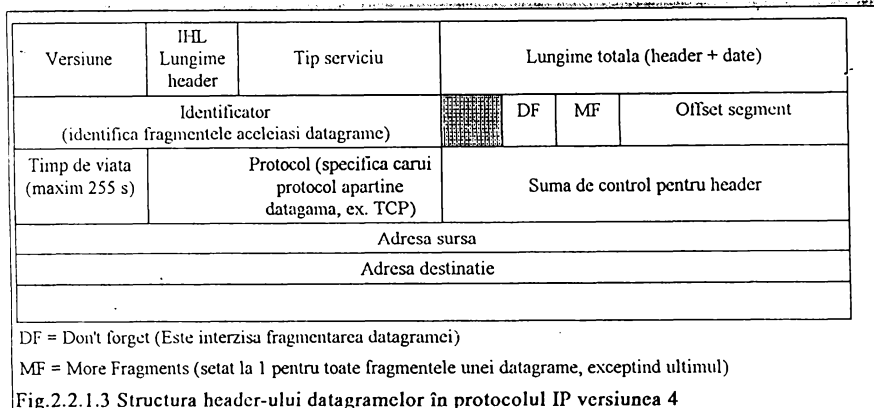 Versiune
IHL
Lungime
header
Tip serviciu
Lungime totala (header + date)
Identificator
(identifica fragmentele aceleiasi datagrame)
DF
MF
Offset segment
Timp de viata
(maxim 255 s)
Protocol (specifica carui
protocol apartine
datagama, ex. TCP)
Suma de control pentru header
Adresa sursa
Adresa destinatie
DF = Don't forget (Este interzisa fragmentarea datagramei)
MF = More Fragments (setat la 1 pentru toate fragmentele unei datagrame, exceptind ultimul)
Fig.2.2.1.3 Structura header-ului datagramelor în protocolul IP versiunea 4